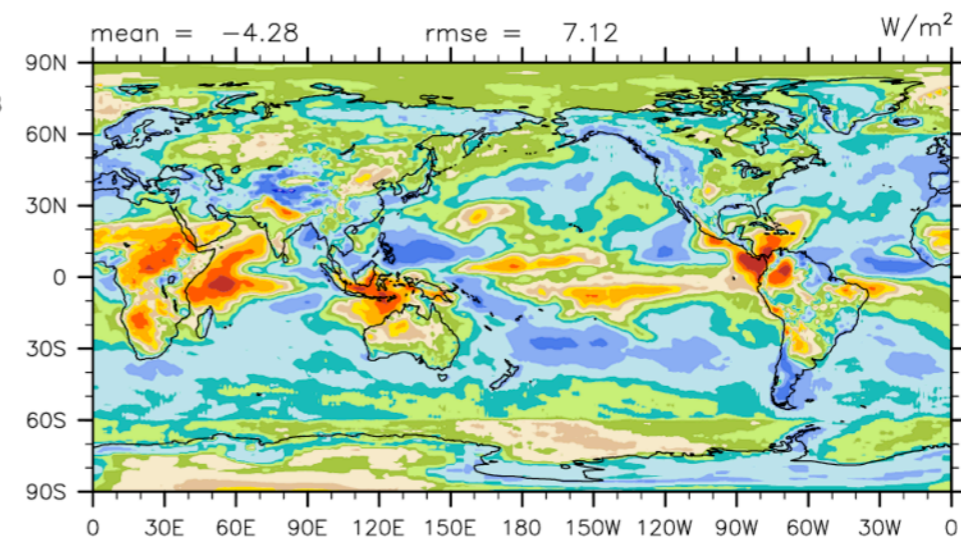 mean = −4.28 rmse = 7.12 W/m²
90N
60N
30N
0
30S
60S
90S
0 30E 60E 90E 120E 150E 180 150W 120W 90W 60W 30W 0